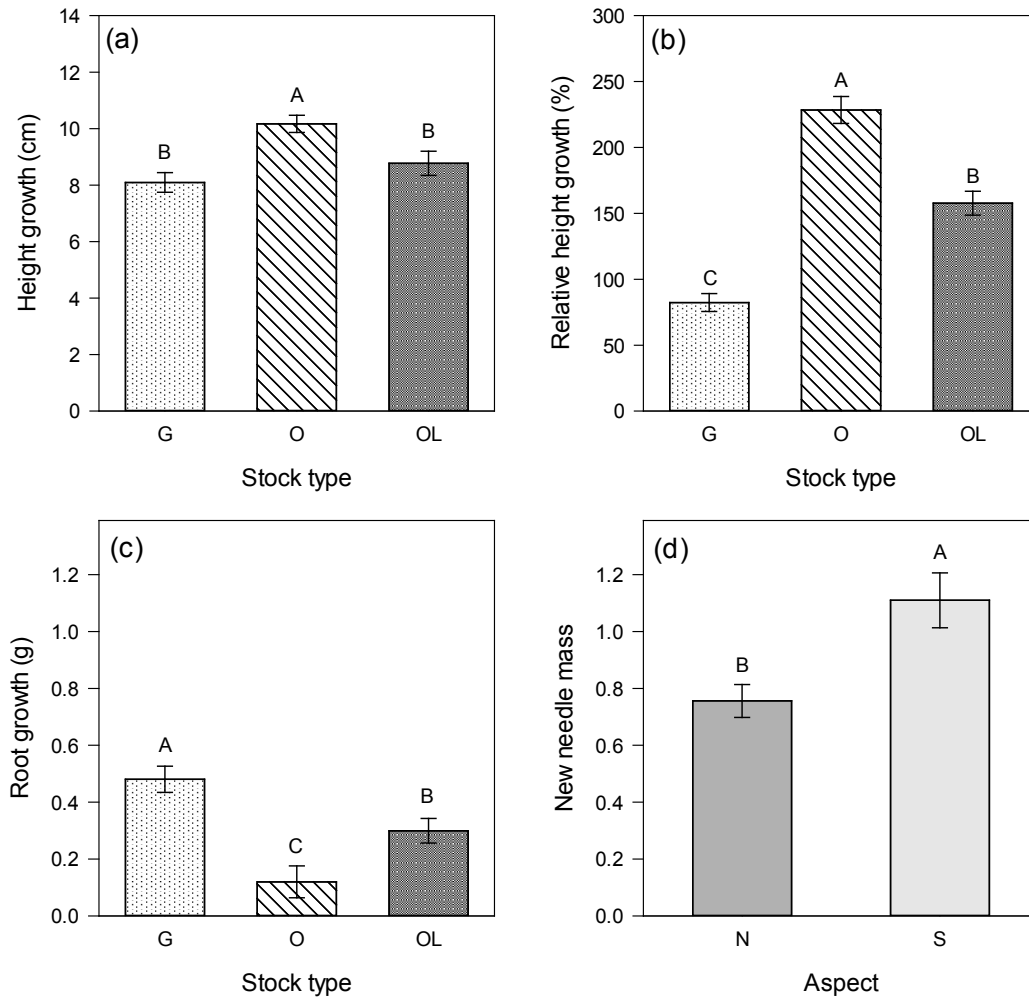 (a)
Height growth (cm)
14
12
10
8
6
4
2
0
B
A
B
G O OL
Stock type
(b)
Relative height growth (%)
300
250
200
150
100
50
0
C
A
B
G O OL
Stock type
(c)
Root growth (g)
1.2
1.0
0.8
0.6
0.4
0.2
0.0
A
C
B
G O OL
Stock type
(d)
New needle mass
1.2
1.0
0.8
0.6
0.4
0.2
0.0
B
A
N S
Aspect